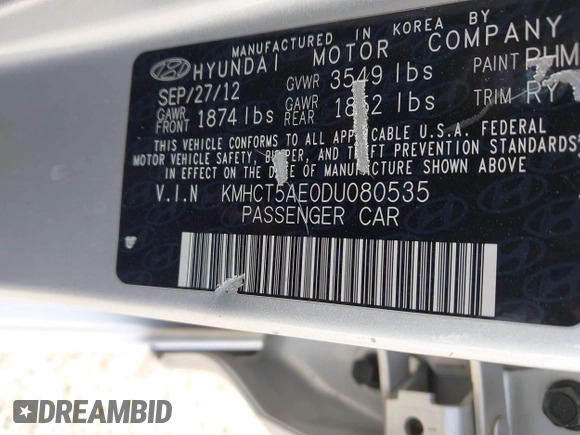 MANUFACTURED IN KOREA BY
HYUNDAI MOTOR COMPANY
SEP/27/12 GVWR 3549 lbs PAINT PHM
GAWR FRONT 1874 lbs GAWR REAR 1852 lbs TRIM RY
THIS VEHICLE CONFORMS TO ALL APPLICABLE U.S.A. FEDERAL
MOTOR VEHICLE SAFETY, BUMPER, AND THEFT PREVENTION STANDARDS
IN EFFECT ON THE DATE OF MANUFACTURE SHOWN ABOVE.
V.I.N KMHCT5AE0DU080535
PASSENGER CAR
DREAMBID